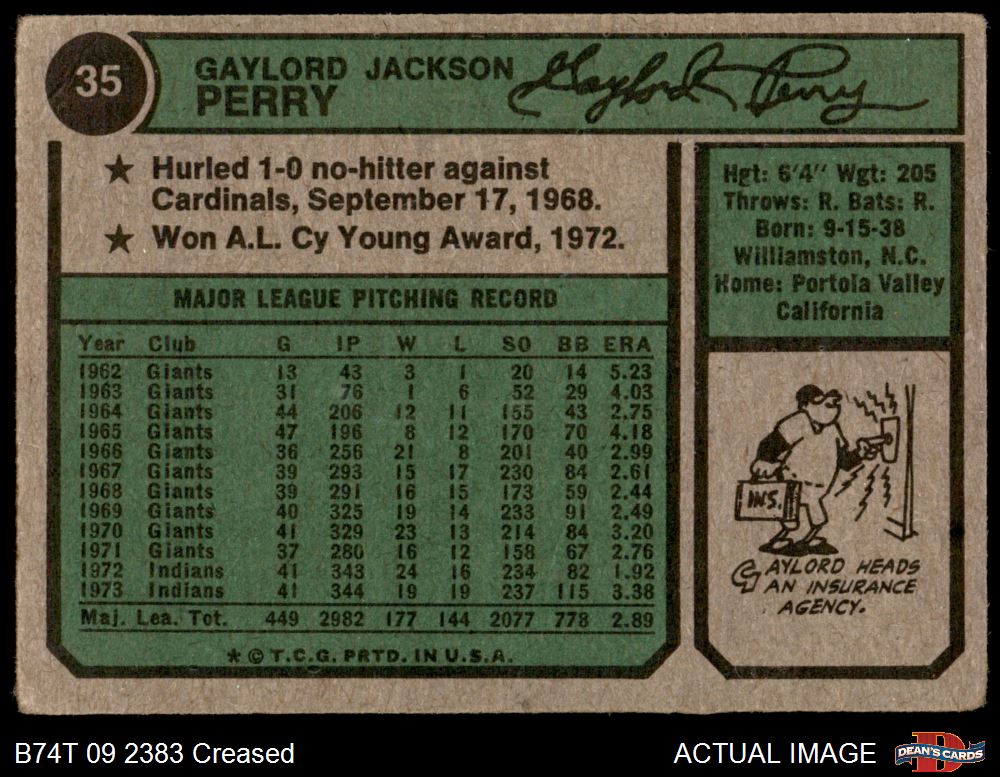 35
GAYLORD JACKSON
PERRY
Gaylord Perry
★ Hurled 1-0 no-hitter against
Cardinals, September 17, 1968.
★ Won A.L. Cy Young Award, 1972.
MAJOR LEAGUE PITCHING RECORD
Year Club G IP W L SO BB ERA
1962 Giants 13 43 3 1 20 14 5.23
1963 Giants 31 76 1 6 52 29 4.03
1964 Giants 44 206 12 11 155 43 2.75
1965 Giants 47 196 8 12 170 70 4.18
1966 Giants 36 256 21 8 201 40 2.99
1967 Giants 39 293 15 17 230 84 2.61
1968 Giants 39 291 16 15 173 59 2.44
1969 Giants 40 325 19 14 233 91 2.49
1970 Giants 41 329 23 13 214 84 3.20
1971 Giants 37 280 16 12 158 67 2.76
1972 Indians 41 343 24 16 234 82 1.92
1973 Indians 41 344 19 19 237 115 3.38
Maj. Lea. Tot. 449 2982 177 144 2077 778 2.89
★ © T.C.G. PRTD. IN U.S.A.
Hgt: 6'4'' Wgt: 205
Throws: R. Bats: R.
Born: 9-15-38
Williamston, N.C.
Home: Portola Valley
California
INS.
GAYLORD HEADS
AN INSURANCE
AGENCY.
B74T 09 2383 Creased
ACTUAL IMAGE
DEAN'S CARDS